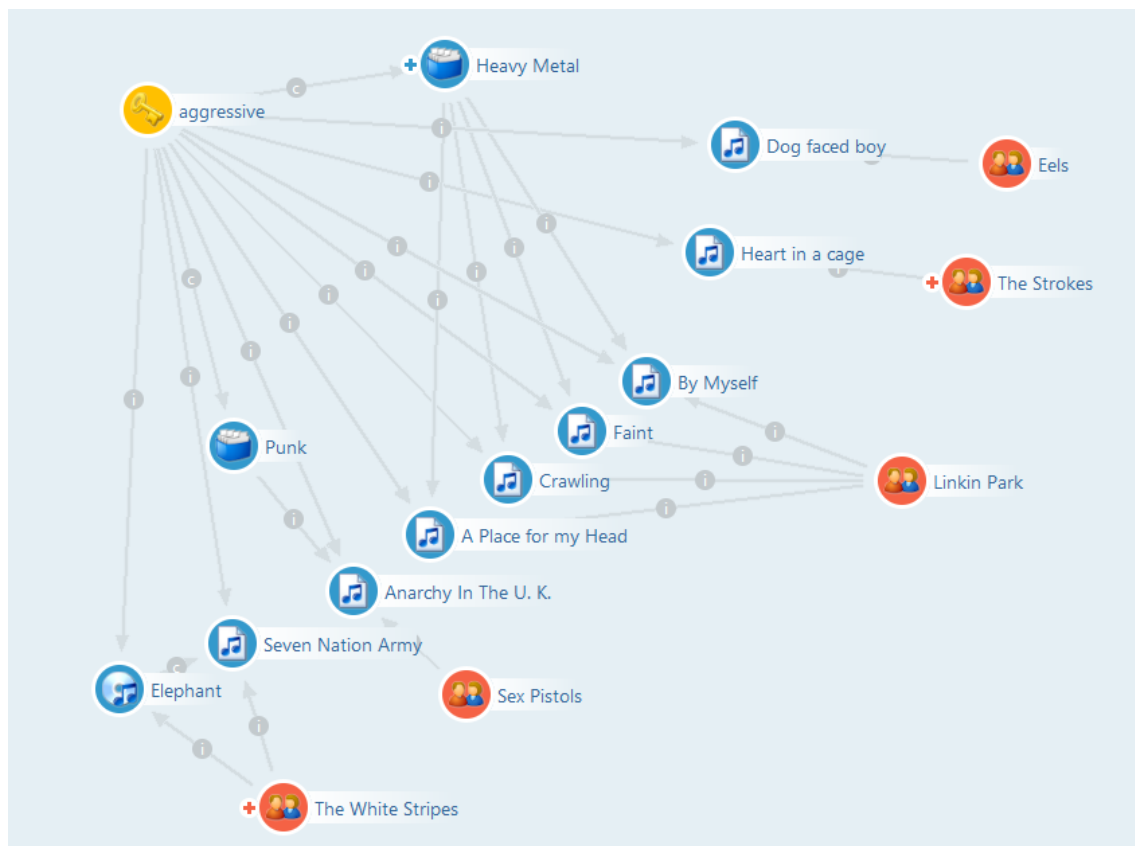 Heavy Metal
aggressive
c
i
Dog faced boy
Eels
i
i
i
Heart in a cage
i
i
i
c
i
The Strokes
i
i
i
i
i
i
By Myself
i
Faint
i
Punk
i
Crawling
i
Linkin Park
i
i
A Place for my Head
Anarchy In The U. K.
Seven Nation Army
c
Elephant
Sex Pistols
i
i
The White Stripes